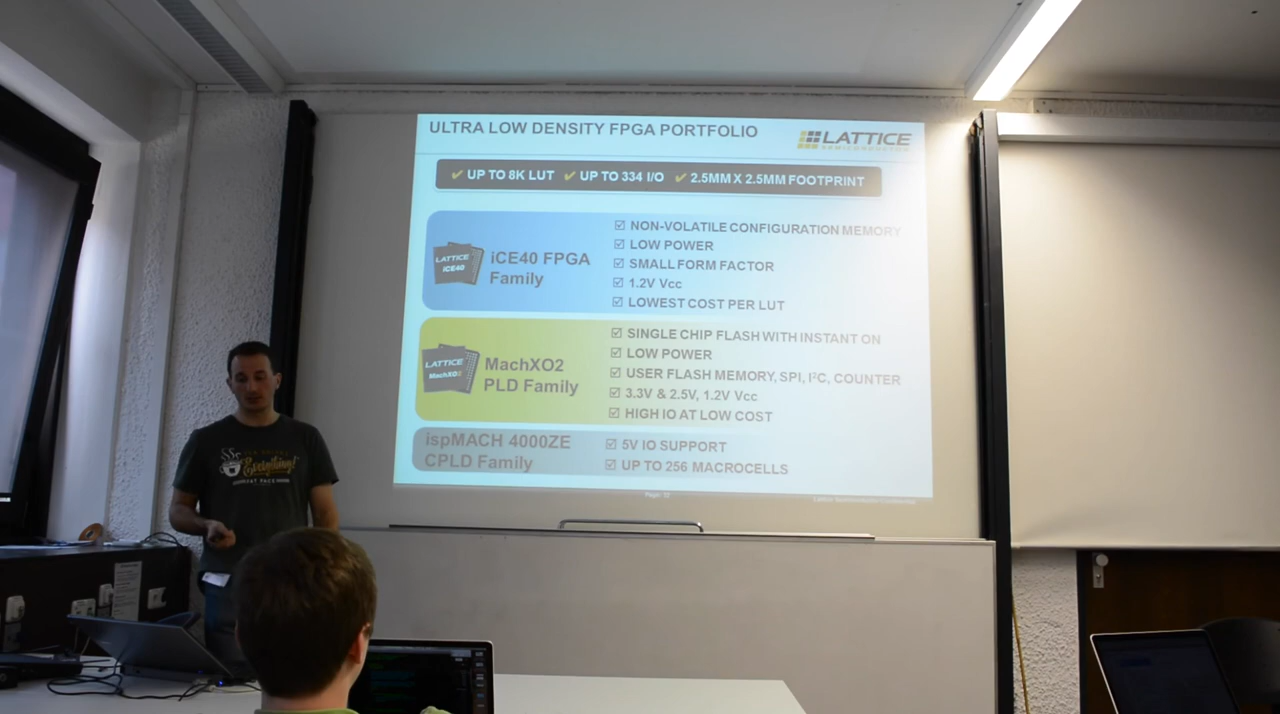 ULTRA LOW DENSITY FPGA PORTFOLIO
LATTICE
SEMICONDUCTOR
✔ UP TO 8K LUT ✔ UP TO 334 I/O ✔ 2.5MM X 2.5MM FOOTPRINT
LATTICE
iCE40
iCE40 FPGA
Family
☑ NON-VOLATILE CONFIGURATION MEMORY
☑ LOW POWER
☑ SMALL FORM FACTOR
☑ 1.2V Vcc
☑ LOWEST COST PER LUT
LATTICE
MachXO2
MachXO2
PLD Family
☑ SINGLE CHIP FLASH WITH INSTANT ON
☑ LOW POWER
☑ USER FLASH MEMORY, SPI, I²C, COUNTER
☑ 3.3V & 2.5V, 1.2V Vcc
☑ HIGH IO AT LOW COST
ispMACH 4000ZE
CPLD Family
☑ 5V IO SUPPORT
☑ UP TO 256 MACROCELLS
Everything!